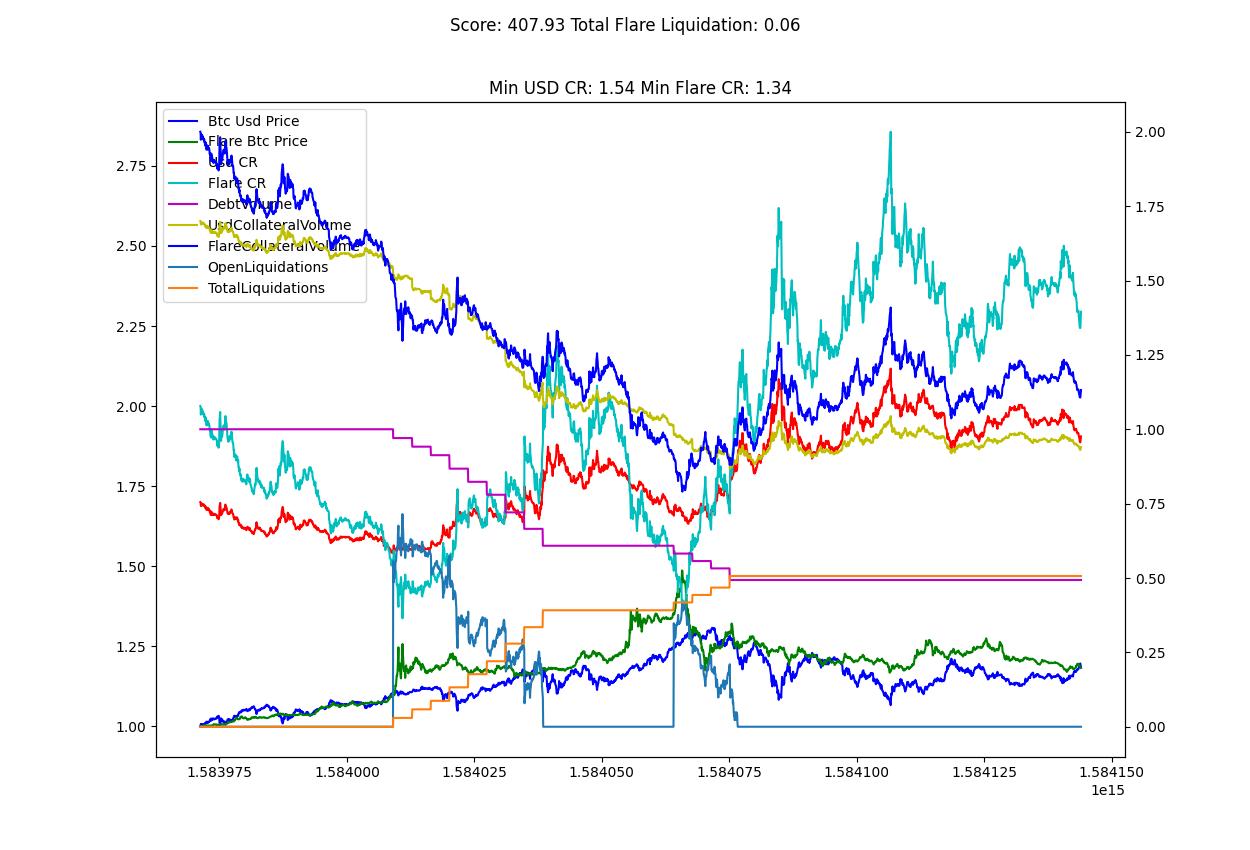 Score: 407.93 Total Flare Liquidation: 0.06
Min USD CR: 1.54 Min Flare CR: 1.34
Btc Usd Price
Flare Btc Price
Usd CR
Flare CR
DebtVolume
UsdCollateralVolume
FlareCollateralVolume
OpenLiquidations
TotalLiquidations
2.75
2.50
2.25
2.00
1.75
1.50
1.25
1.00
2.00
1.75
1.50
1.25
1.00
0.75
0.50
0.25
0.00
1.583975 1.584000 1.584025 1.584050 1.584075 1.584100 1.584125 1.584150
1e15